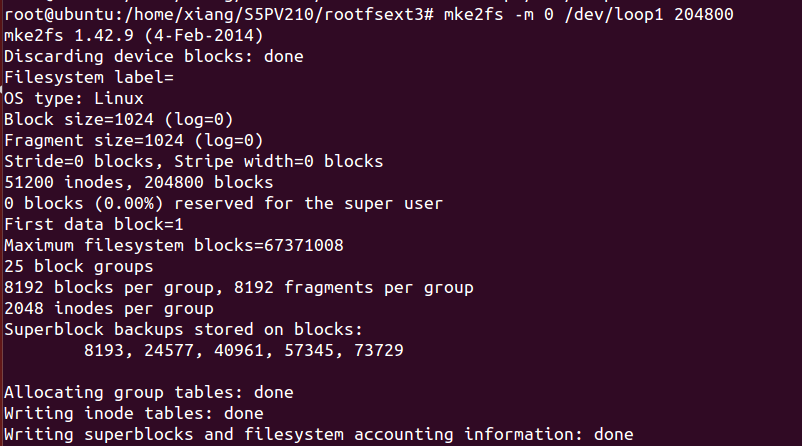 root@ubuntu:/home/xiang/S5PV210/rootfsext3# mke2fs -m 0 /dev/loop1 204800
mke2fs 1.42.9 (4-Feb-2014)
Discarding device blocks: done
Filesystem label=
OS type: Linux
Block size=1024 (log=0)
Fragment size=1024 (log=0)
Stride=0 blocks, Stripe width=0 blocks
51200 inodes, 204800 blocks
0 blocks (0.00%) reserved for the super user
First data block=1
Maximum filesystem blocks=67371008
25 block groups
8192 blocks per group, 8192 fragments per group
2048 inodes per group
Superblock backups stored on blocks:
8193, 24577, 40961, 57345, 73729
Allocating group tables: done
Writing inode tables: done
Writing superblocks and filesystem accounting information: done